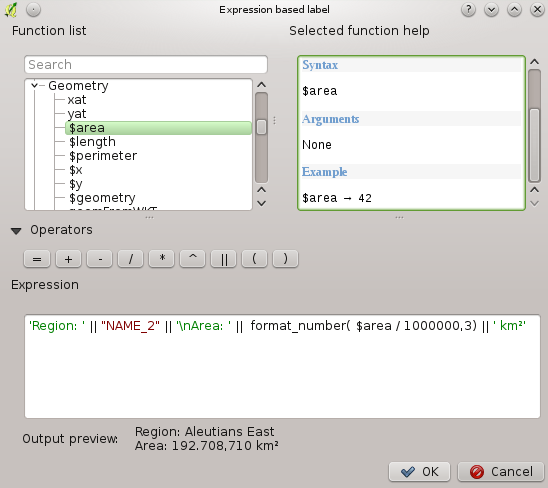 Expression based label
Function list
Selected function help
Search
Geometry
xat
yat
$area
$length
$perimeter
$x
$y
$geometry
geomFromWKT
Syntax
$area
Arguments
None
Example
$area → 42
Operators
= + - / * ^ || ( )
Expression
'Region: ' || "NAME_2" || '\nArea: ' || format_number( $area / 1000000,3) || ' km²'
Output preview:
Region: Aleutians East
Area: 192.708,710 km²
OK
Cancel